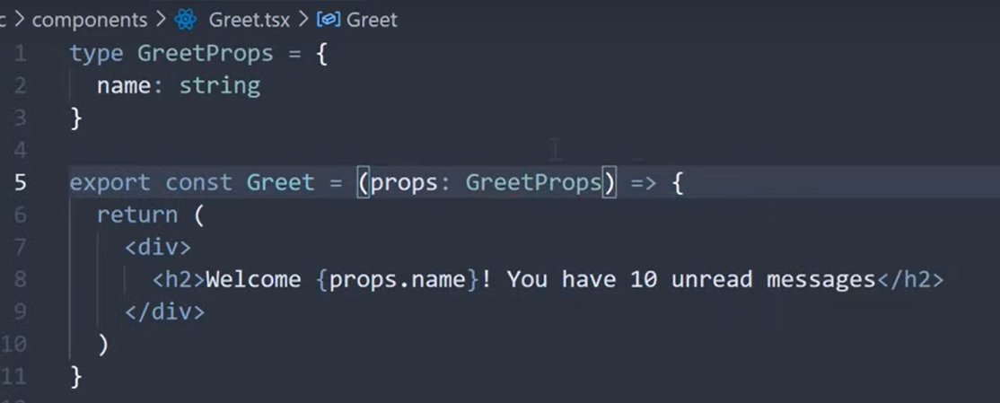 c > components > Greet.tsx > Greet
1 type GreetProps = {
2   name: string
3 }
4
5 export const Greet = (props: GreetProps) => {
6   return (
7     <div>
8       <h2>Welcome {props.name}! You have 10 unread messages</h2>
9     </div>
10   )
11 }